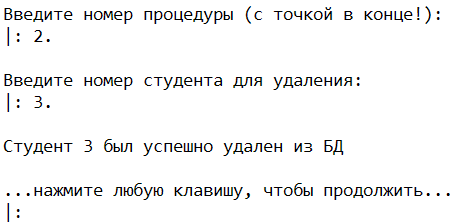 Введите номер процедуры (с точкой в конце!):
|: 2.
Введите номер студента для удаления:
|: 3.
Студент 3 был успешно удален из БД
...нажмите любую клавишу, чтобы продолжить...
|: